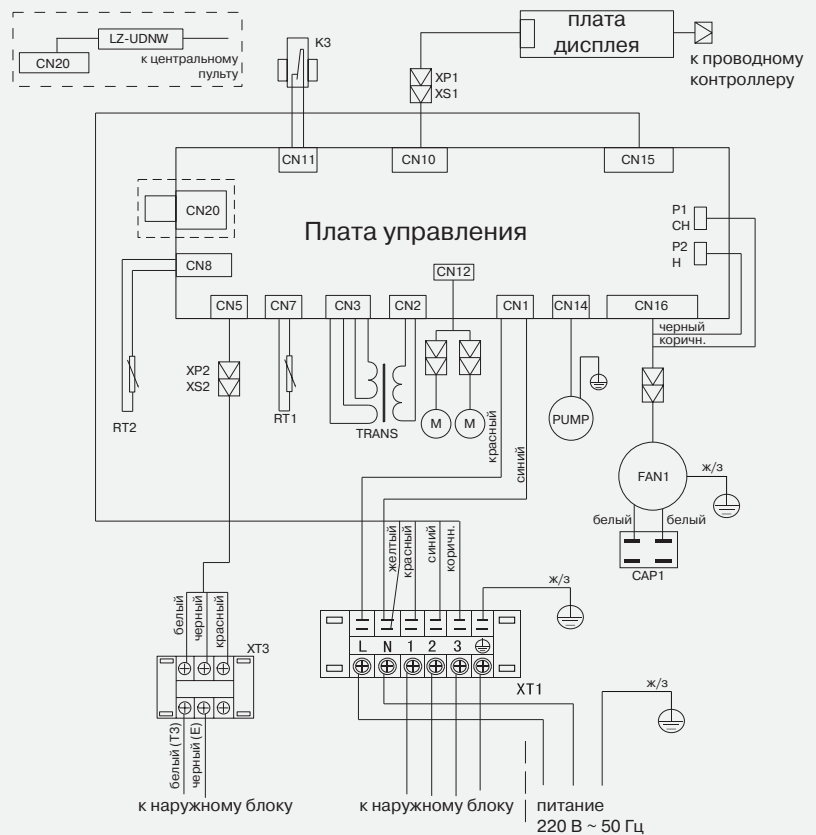 LZ-UDNW
CN20
к центральному
пульту
K3
XP1
XS1
плата
дисплея
к проводному
контроллеру
CN11
CN10
CN15
CN20
Плата управления
P1
CH
P2
H
CN8
CN12
CN5
CN7
CN3
CN2
CN1
CN14
CN16
черный
коричн.
XP2
XS2
RT2
RT1
TRANS
M
M
PUMP
красный
синий
FAN1
ж/з
белый
белый
CAP1
желтый
красный
синий
коричн.
ж/з
белый
черный
красный
XT3
L N 1 2 3
XT1
ж/з
белый (T3)
черный (E)
к наружному блоку
к наружному блоку
питание
220 В ~ 50 Гц